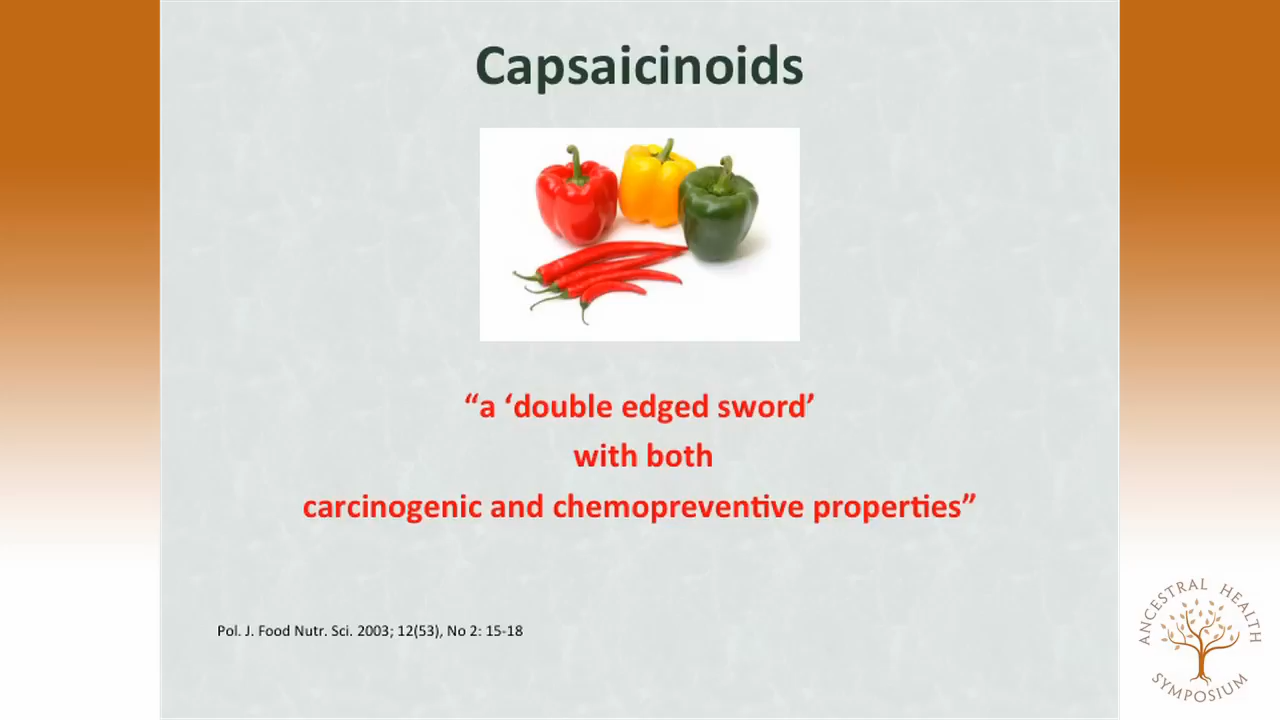 Capsaicinoids
“a ‘double edged sword’
with both
carcinogenic and chemopreventive properties”
Pol. J. Food Nutr. Sci. 2003; 12(53), No 2: 15-18
ANCESTRAL HEALTH
SYMPOSIUM